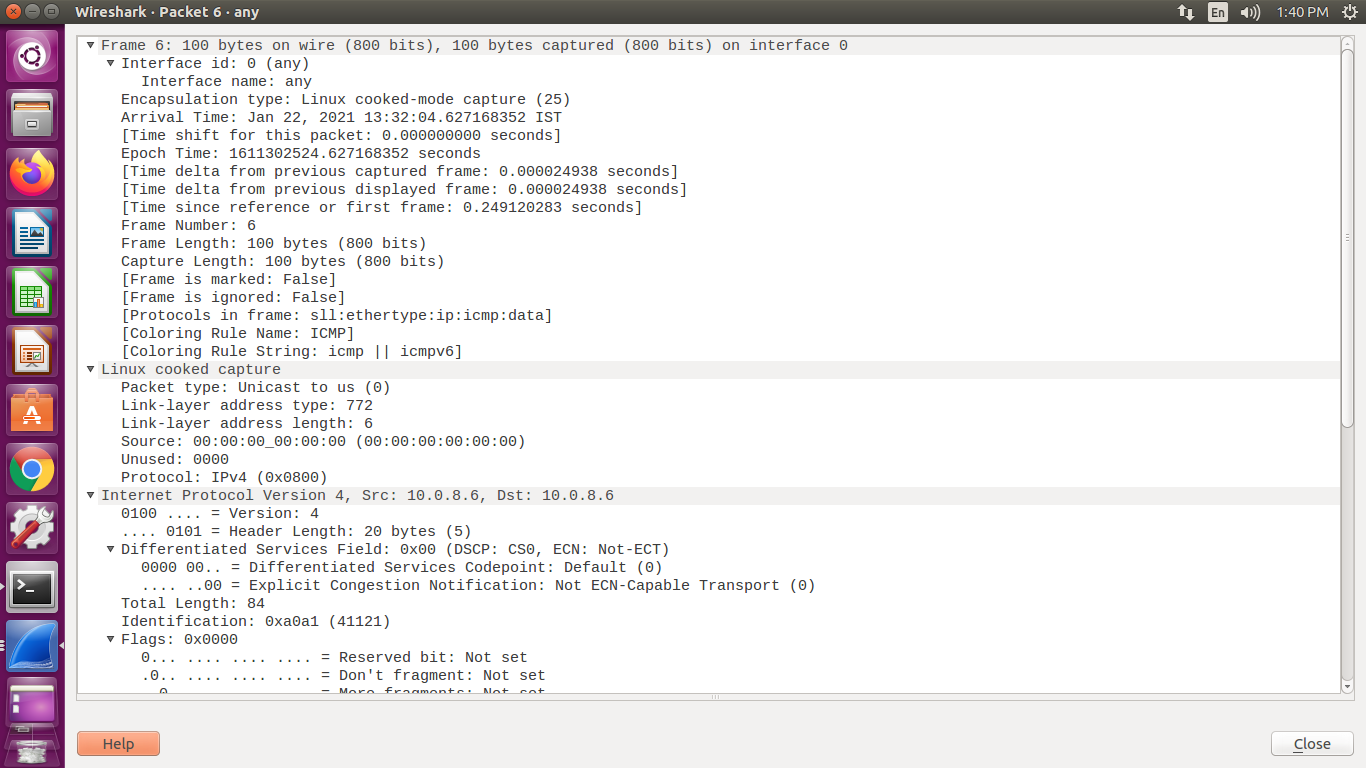 Wireshark · Packet 6 · any
En
1:40 PM
Frame 6: 100 bytes on wire (800 bits), 100 bytes captured (800 bits) on interface 0
Interface id: 0 (any)
Interface name: any
Encapsulation type: Linux cooked-mode capture (25)
Arrival Time: Jan 22, 2021 13:32:04.627168352 IST
[Time shift for this packet: 0.000000000 seconds]
Epoch Time: 1611302524.627168352 seconds
[Time delta from previous captured frame: 0.000024938 seconds]
[Time delta from previous displayed frame: 0.000024938 seconds]
[Time since reference or first frame: 0.249120283 seconds]
Frame Number: 6
Frame Length: 100 bytes (800 bits)
Capture Length: 100 bytes (800 bits)
[Frame is marked: False]
[Frame is ignored: False]
[Protocols in frame: sll:ethertype:ip:icmp:data]
[Coloring Rule Name: ICMP]
[Coloring Rule String: icmp || icmpv6]
Linux cooked capture
Packet type: Unicast to us (0)
Link-layer address type: 772
Link-layer address length: 6
Source: 00:00:00_00:00:00 (00:00:00:00:00:00)
Unused: 0000
Protocol: IPv4 (0x0800)
Internet Protocol Version 4, Src: 10.0.8.6, Dst: 10.0.8.6
0100 .... = Version: 4
.... 0101 = Header Length: 20 bytes (5)
Differentiated Services Field: 0x00 (DSCP: CS0, ECN: Not-ECT)
0000 00.. = Differentiated Services Codepoint: Default (0)
.... ..00 = Explicit Congestion Notification: Not ECN-Capable Transport (0)
Total Length: 84
Identification: 0xa0a1 (41121)
Flags: 0x0000
0... .... .... .... = Reserved bit: Not set
.0.. .... .... .... = Don't fragment: Not set
..0. .... .... .... = More fragments: Not set
Help
Close